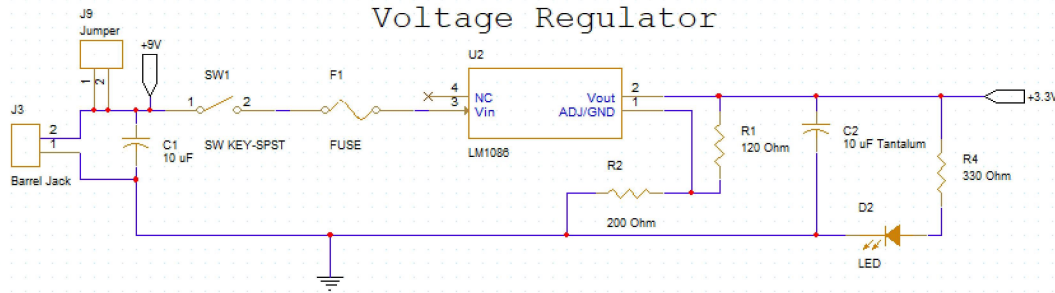 Voltage Regulator
J9
Jumper
1
2
+9V
J3
2
1
Barrel Jack
C1
10 uF
SW1
1
2
SW KEY-SPST
F1
FUSE
U2
4
NC
3
Vin
Vout
2
ADJ/GND
1
LM1086
R2
200 Ohm
R1
120 Ohm
C2
10 uF Tantalum
R4
330 Ohm
D2
LED
+3.3V